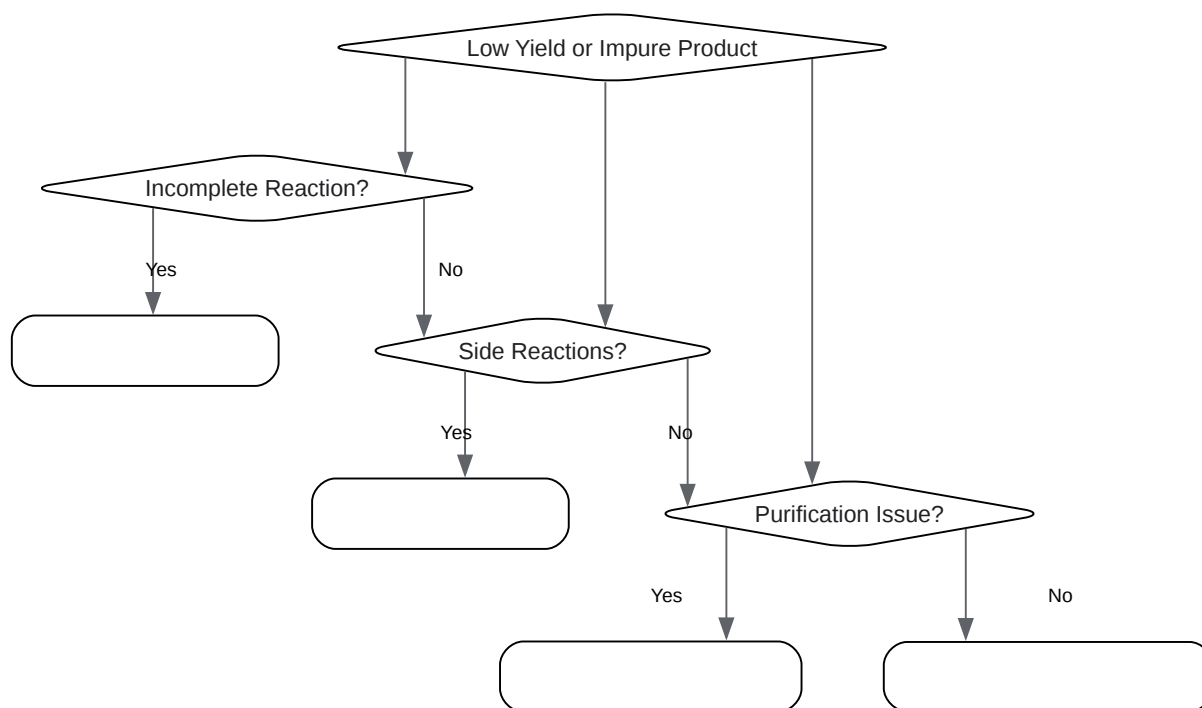 Low Yield or Impure Product
Incomplete Reaction?
Yes
No
Side Reactions?
Yes
No
Purification Issue?
Yes
No